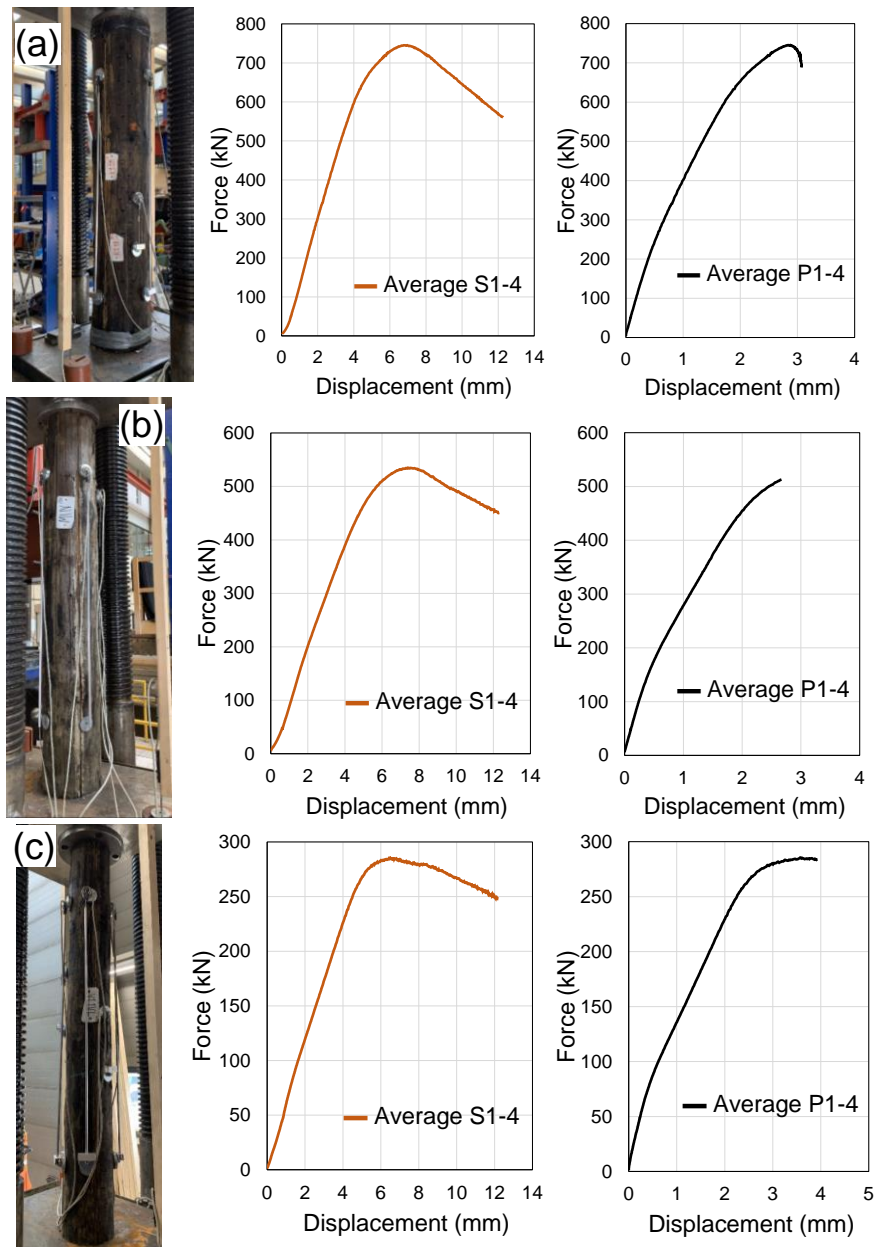 (a)
800
700
600
500
400
300
200
100
0
Force (kN)
Average S1-4
0 2 4 6 8 10 12 14
Displacement (mm)
800
700
600
500
400
300
200
100
0
Force (kN)
Average P1-4
0 1 2 3 4
Displacement (mm)
(b)
600
500
400
300
200
100
0
Force (kN)
Average S1-4
0 2 4 6 8 10 12 14
Displacement (mm)
600
500
400
300
200
100
0
Force (kN)
Average P1-4
0 1 2 3 4
Displacement (mm)
(c)
300
250
200
150
100
50
0
Force (kN)
Average S1-4
0 2 4 6 8 10 12 14
Displacement (mm)
300
250
200
150
100
50
0
Force (kN)
Average P1-4
0 1 2 3 4 5
Displacement (mm)